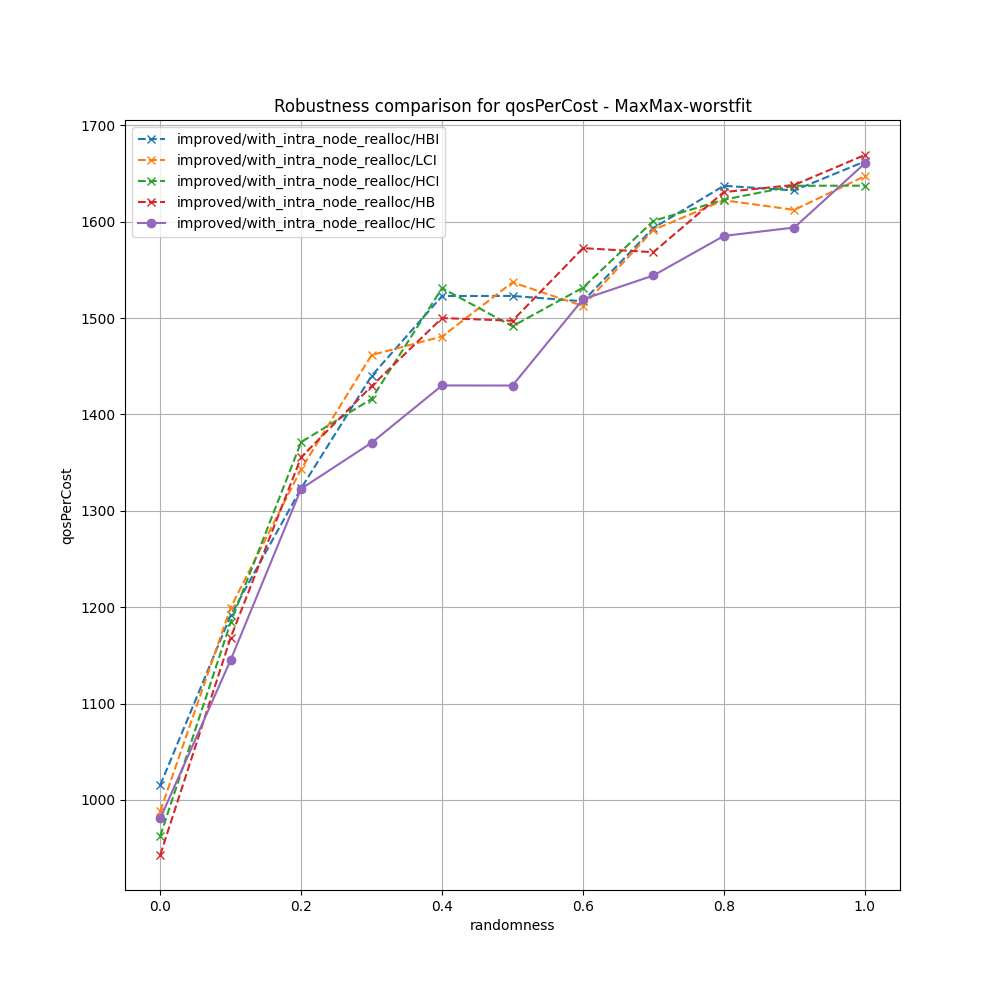 Robustness comparison for qosPerCost - MaxMax-worstfit
1700
1600
1500
1400
1300
1200
1100
1000
qosPerCost
improved/with_intra_node_realloc/HBI
improved/with_intra_node_realloc/LCI
improved/with_intra_node_realloc/HCI
improved/with_intra_node_realloc/HB
improved/with_intra_node_realloc/HC
0.0 0.2 0.4 0.6 0.8 1.0
randomness